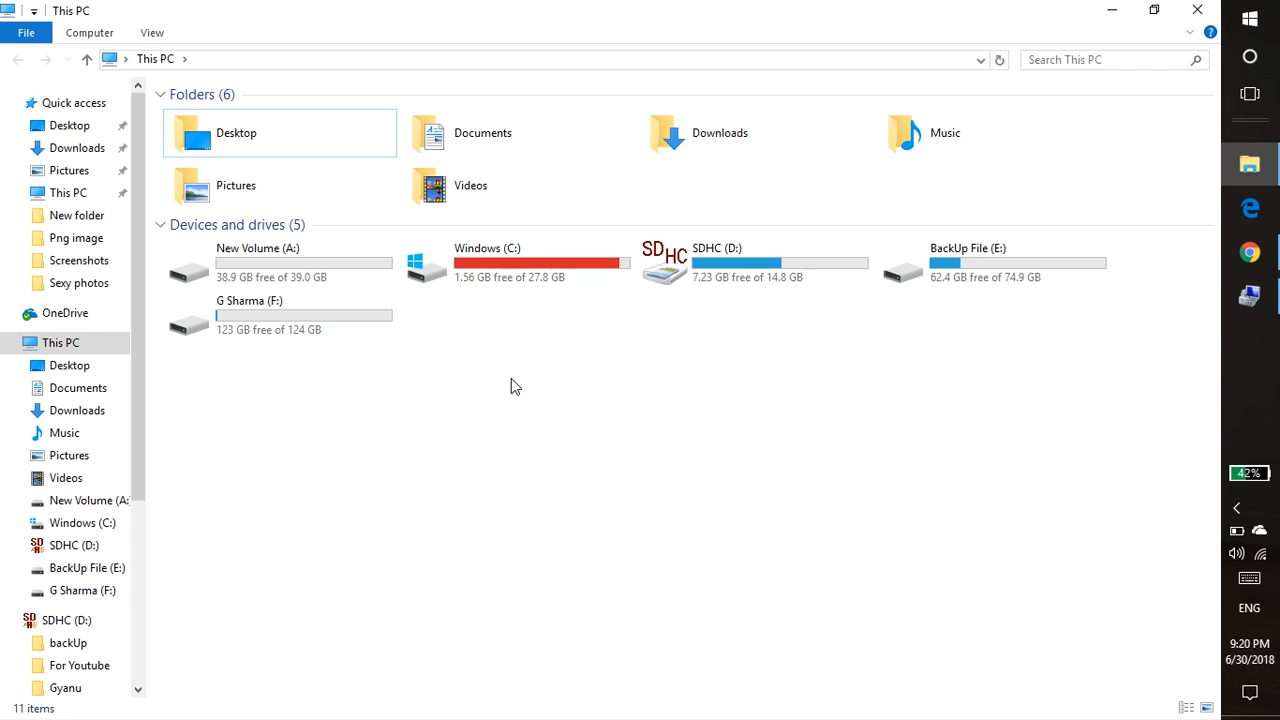 This PC
File Computer View
This PC
Search This PC
Quick access
Desktop
Downloads
Pictures
This PC
New folder
Png image
Screenshots
Sexy photos
OneDrive
This PC
Desktop
Documents
Downloads
Music
Pictures
Videos
New Volume (A:
Windows (C:)
SDHC (D:)
BackUp File (E:)
G Sharma (F:)
SDHC (D:)
backUp
For Youtube
Gyanu
11 items
Folders (6)
Desktop
Documents
Downloads
Music
Pictures
Videos
Devices and drives (5)
New Volume (A:)
38.9 GB free of 39.0 GB
Windows (C:)
1.56 GB free of 27.8 GB
SDHC
SDHC (D:)
7.23 GB free of 14.8 GB
BackUp File (E:)
62.4 GB free of 74.9 GB
G Sharma (F:)
123 GB free of 124 GB
42%
ENG
9:20 PM
6/30/2018